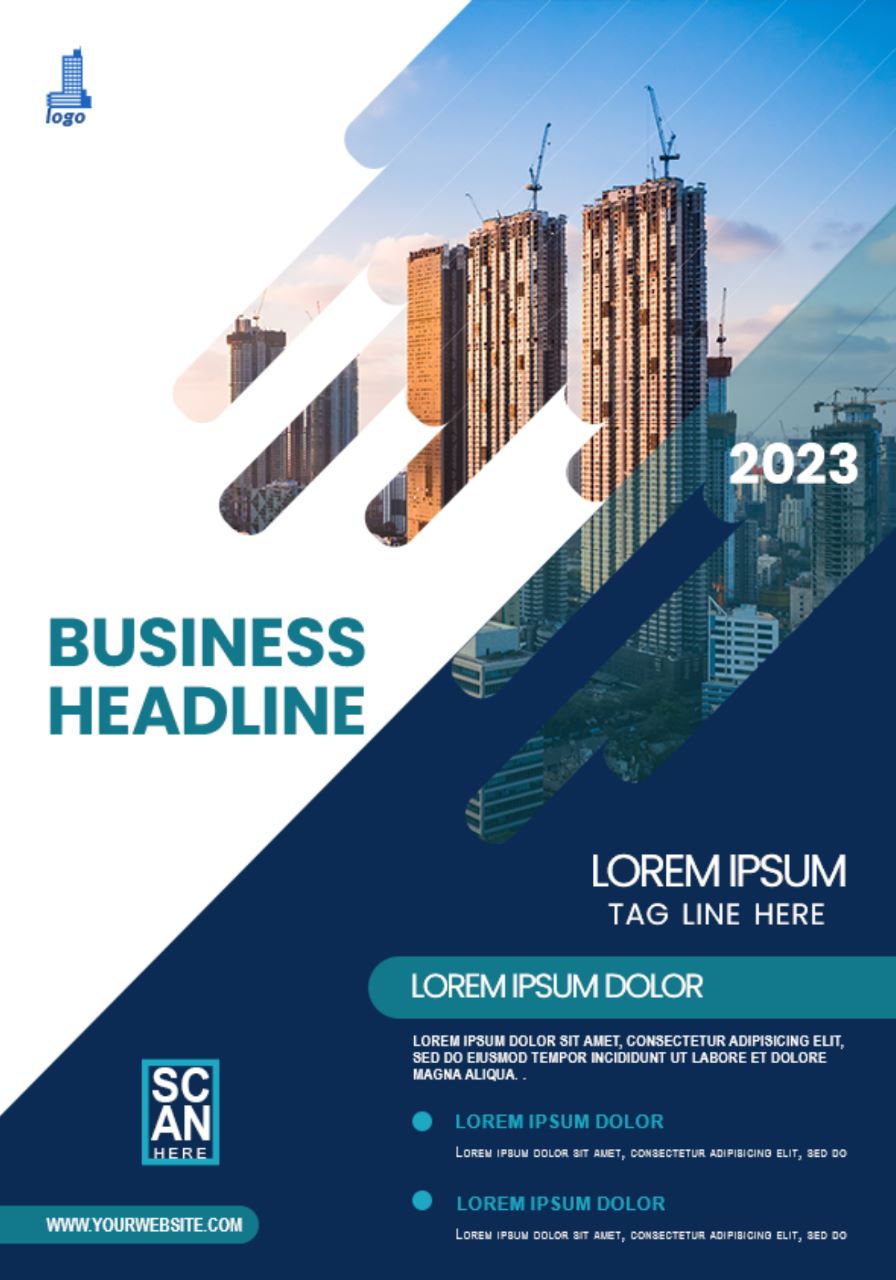 logo
2023
BUSINESS
HEADLINE
LOREM IPSUM
TAG LINE HERE
LOREM IPSUM DOLOR
LOREM IPSUM DOLOR SIT AMET, CONSECTETUR ADIPISICING ELIT,
SED DO EIUSMOD TEMPOR INCIDIDUNT UT LABORE ET DOLORE
MAGNA ALIQUA. .
LOREM IPSUM DOLOR
LOREM IPSUM DOLOR SIT AMET, CONSECTETUR ADIPISICING ELIT, SED DO
LOREM IPSUM DOLOR
LOREM IPSUM DOLOR SIT AMET, CONSECTETUR ADIPISICING ELIT, SED DO
SC
AN
HERE
WWW.YOURWEBSITE.COM